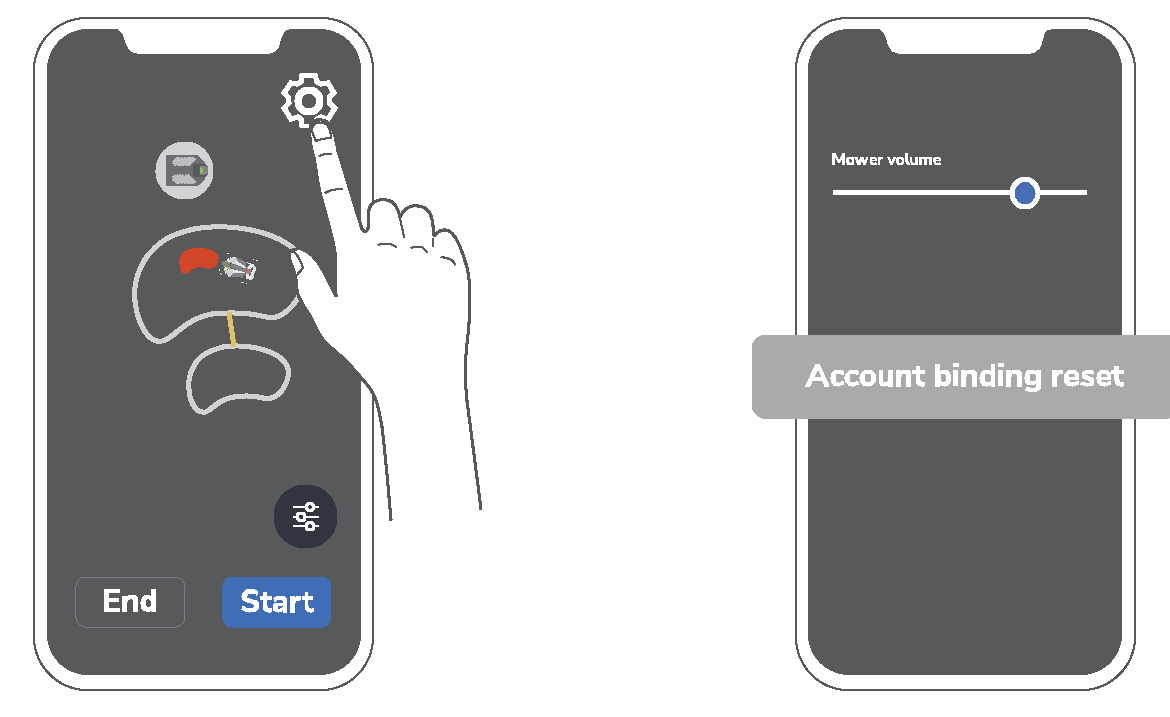 End
Start
Mower volume
Account binding reset